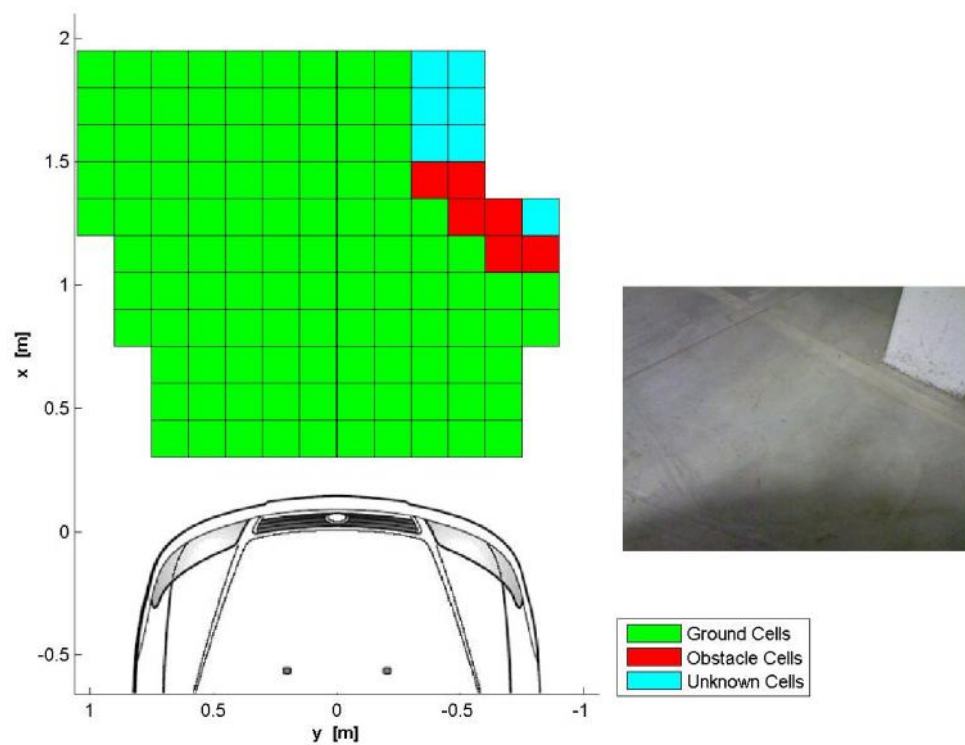 2
1.5
1
0.5
0
-0.5
x [m]
1 0.5 0 -0.5 -1
y [m]
Ground Cells
Obstacle Cells
Unknown Cells